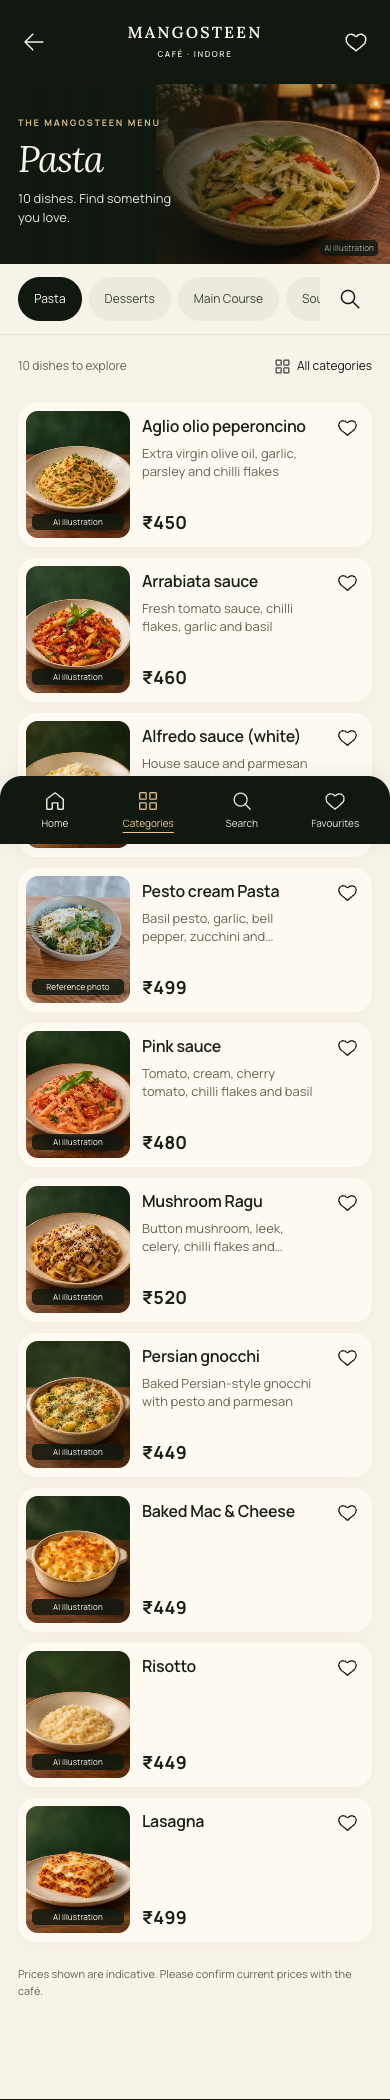 MANGOSTEEN
CAFÉ · INDORE
THE MANGOSTEEN MENU
Pasta
10 dishes. Find something
you love.
AI illustration
Pasta
Desserts
Main Course
Sou
10 dishes to explore
All categories
Aglio olio peperoncino
Extra virgin olive oil, garlic,
parsley and chilli flakes
AI illustration
₹450
Arrabiata sauce
Fresh tomato sauce, chilli
flakes, garlic and basil
AI illustration
₹460
Alfredo sauce (white)
House sauce and parmesan
Home
Categories
Search
Favourites
Pesto cream Pasta
Basil pesto, garlic, bell
pepper, zucchini and...
Reference photo
₹499
Pink sauce
Tomato, cream, cherry
tomato, chilli flakes and basil
AI illustration
₹480
Mushroom Ragu
Button mushroom, leek,
celery, chilli flakes and...
AI illustration
₹520
Persian gnocchi
Baked Persian-style gnocchi
with pesto and parmesan
AI illustration
₹449
Baked Mac & Cheese
AI illustration
₹449
Risotto
AI illustration
₹449
Lasagna
AI illustration
₹499
Prices shown are indicative. Please confirm current prices with the
café.